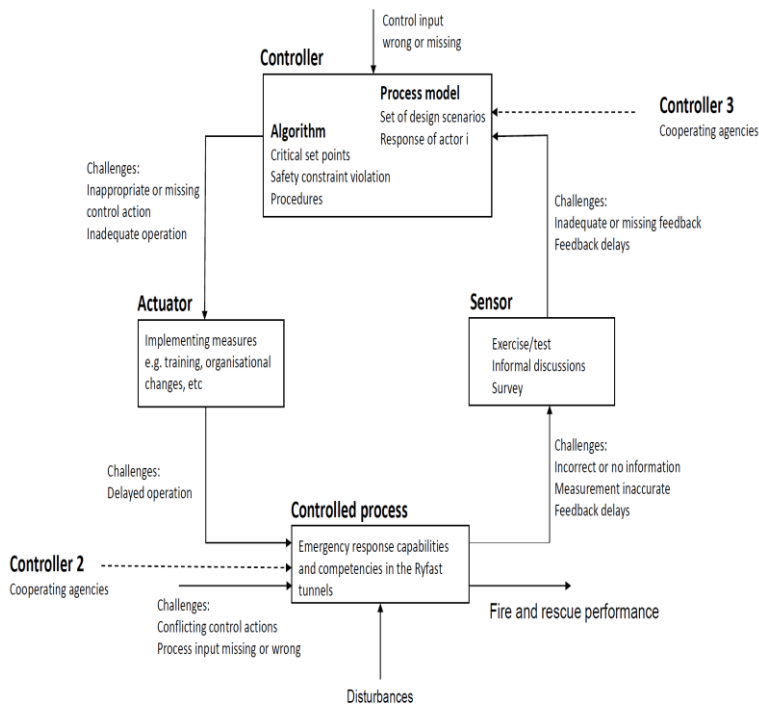 Control input
wrong or missing
Controller
Process model
Set of design scenarios
Response of actor i
Algorithm
Critical set points
Safety constraint violation
Procedures
Controller 3
Cooperating agencies
Challenges:
Inappropriate or missing
control action
Inadequate operation
Challenges:
Inadequate or missing feedback
Feedback delays
Actuator
Implementing measures
e.g. training, organisational
changes, etc
Sensor
Exercise/test
Informal discussions
Survey
Challenges:
Delayed operation
Challenges:
Incorrect or no information
Measurement inaccurate
Feedback delays
Controlled process
Emergency response capabilities
and competencies in the Ryfast
tunnels
Controller 2
Cooperating agencies
Challenges:
Conflicting control actions
Process input missing or wrong
Fire and rescue performance
Disturbances